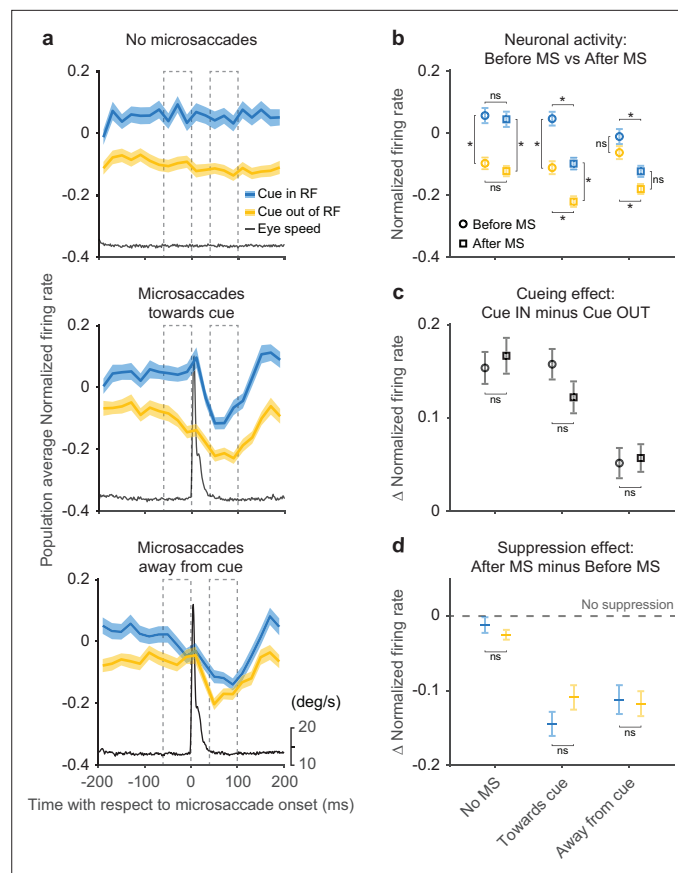 a
No microsaccades
0.2
0
-0.2
-0.4
Cue in RF
Cue out of RF
Eye speed
Microsaccades
towards cue
0.2
0
-0.2
-0.4
Microsaccades
away from cue
0.2
0
-0.2
-0.4
(deg/s)
20
10
-200
-100
0
100
200
Time with respect to microsaccade onset (ms)
Population average Normalized firing rate
b
Neuronal activity:
Before MS vs After MS
0.2
0
-0.2
-0.4
Normalized firing rate
ns
*
*
*
*
*
ns
ns
ns
*
*
Before MS
After MS
c
Cueing effect:
Cue IN minus Cue OUT
0.2
0.1
0
Δ Normalized firing rate
ns
ns
ns
d
Suppression effect:
After MS minus Before MS
0
-0.1
-0.2
Δ Normalized firing rate
No suppression
ns
ns
ns
No MS
Towards cue
Away from cue